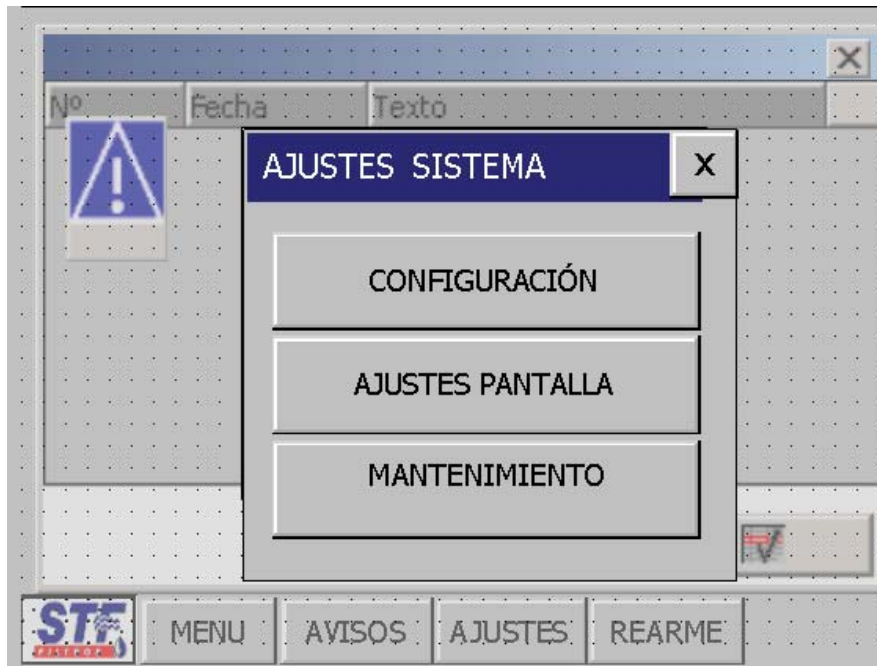 Nº Fecha Texto
AJUSTES SISTEMA X
CONFIGURACIÓN
AJUSTES PANTALLA
MANTENIMIENTO
STF MENU AVISOS AJUSTES REARME